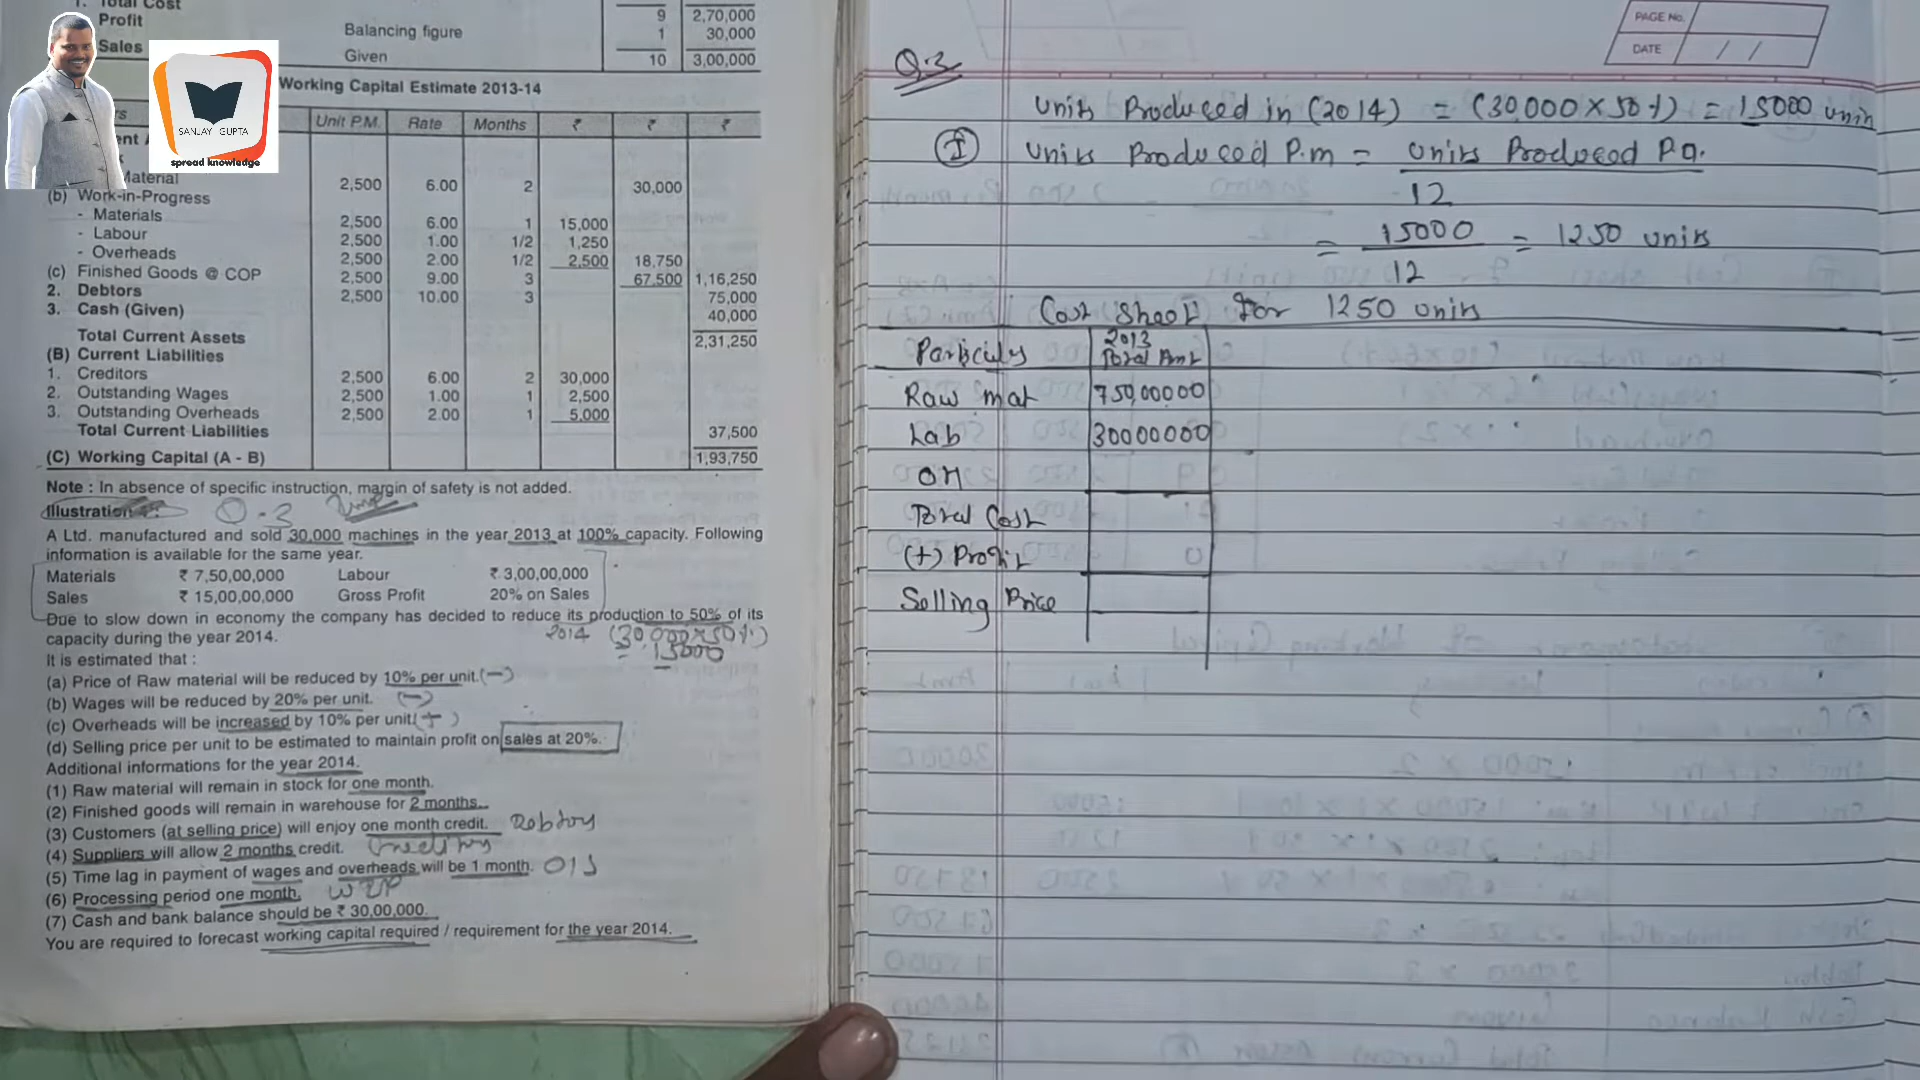 1. Total Cost
Profit
Balancing figure
9 2,70,000
1 30,000
Sales
Given
10 3,00,000
SANJAY GUPTA
spread knowledge
Working Capital Estimate 2013-14
Unit P.M. Rate Months ₹ ₹ ₹
Material 2,500 6.00 2 30,000
(b) Work-in-Progress
- Materials 2,500 6.00 1 15,000
- Labour 2,500 1.00 1/2 1,250
- Overheads 2,500 2.00 1/2 2,500 18,750
(c) Finished Goods @ COP 2,500 9.00 3 67,500 1,16,250
2. Debtors 2,500 10.00 3 75,000
3. Cash (Given) 40,000
Total Current Assets 2,31,250
(B) Current Liabilities
1. Creditors 2,500 6.00 2 30,000
2. Outstanding Wages 2,500 1.00 1 2,500
3. Outstanding Overheads 2,500 2.00 1 5,000
Total Current Liabilities 37,500
(C) Working Capital (A - B) 1,93,750
Note : In absence of specific instruction, margin of safety is not added.
Illustration Q.3
A Ltd. manufactured and sold 30,000 machines in the year 2013 at 100% capacity. Following
information is available for the same year.
Materials ₹ 7,50,00,000 Labour ₹ 3,00,00,000
Sales ₹ 15,00,00,000 Gross Profit 20% on Sales
Due to slow down in economy the company has decided to reduce its production to 50% of its
capacity during the year 2014. 2014 (30,000x50%)
15000
It is estimated that :
(a) Price of Raw material will be reduced by 10% per unit. (-)
(b) Wages will be reduced by 20% per unit. (-)
(c) Overheads will be increased by 10% per unit. (+)
(d) Selling price per unit to be estimated to maintain profit on sales at 20%.
Additional informations for the year 2014.
(1) Raw material will remain in stock for one month.
(2) Finished goods will remain in warehouse for 2 months.
(3) Customers (at selling price) will enjoy one month credit. Debtors
(4) Suppliers will allow 2 months credit. Creditors
(5) Time lag in payment of wages and overheads will be 1 month. O/S
(6) Processing period one month. WIP
(7) Cash and bank balance should be ₹ 30,00,000.
You are required to forecast working capital required / requirement for the year 2014.
PAGE No.
DATE / /
Q.3
Units Produced in (2014) = (30,000 x 50%) = 15000 units
(I) Units Produced P.m = Units Produced P.a.
12
= 15000 = 1250 units
12
Cost Sheet for 1250 units
Particulrs 2013 Total Amt
Raw mat 75000000
Lab 30000000
OH
Total Cost
(+) Profit
Selling Price